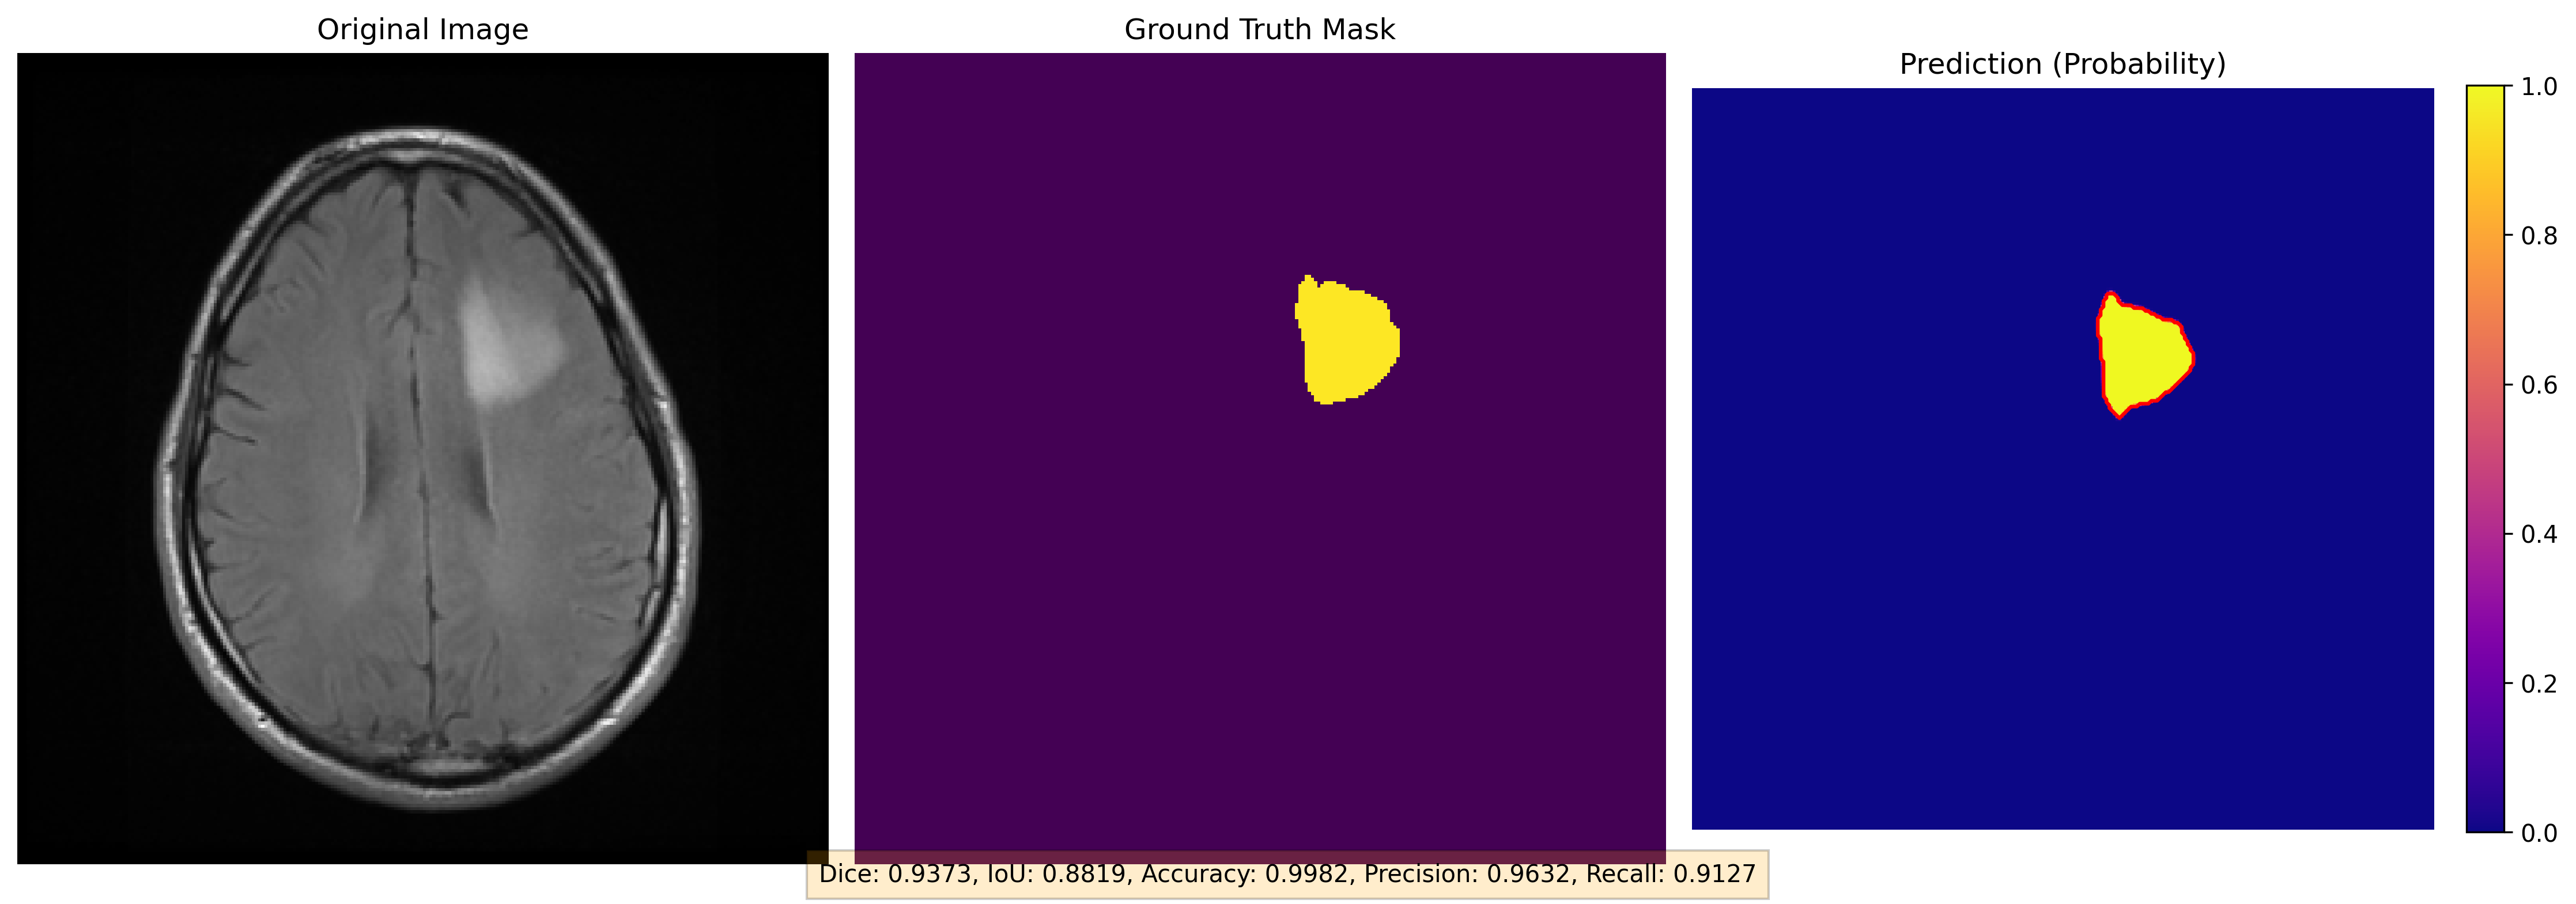 Original Image
Ground Truth Mask
Prediction (Probability)
1.0
0.8
0.6
0.4
0.2
0.0
Dice: 0.9373, IoU: 0.8819, Accuracy: 0.9982, Precision: 0.9632, Recall: 0.9127